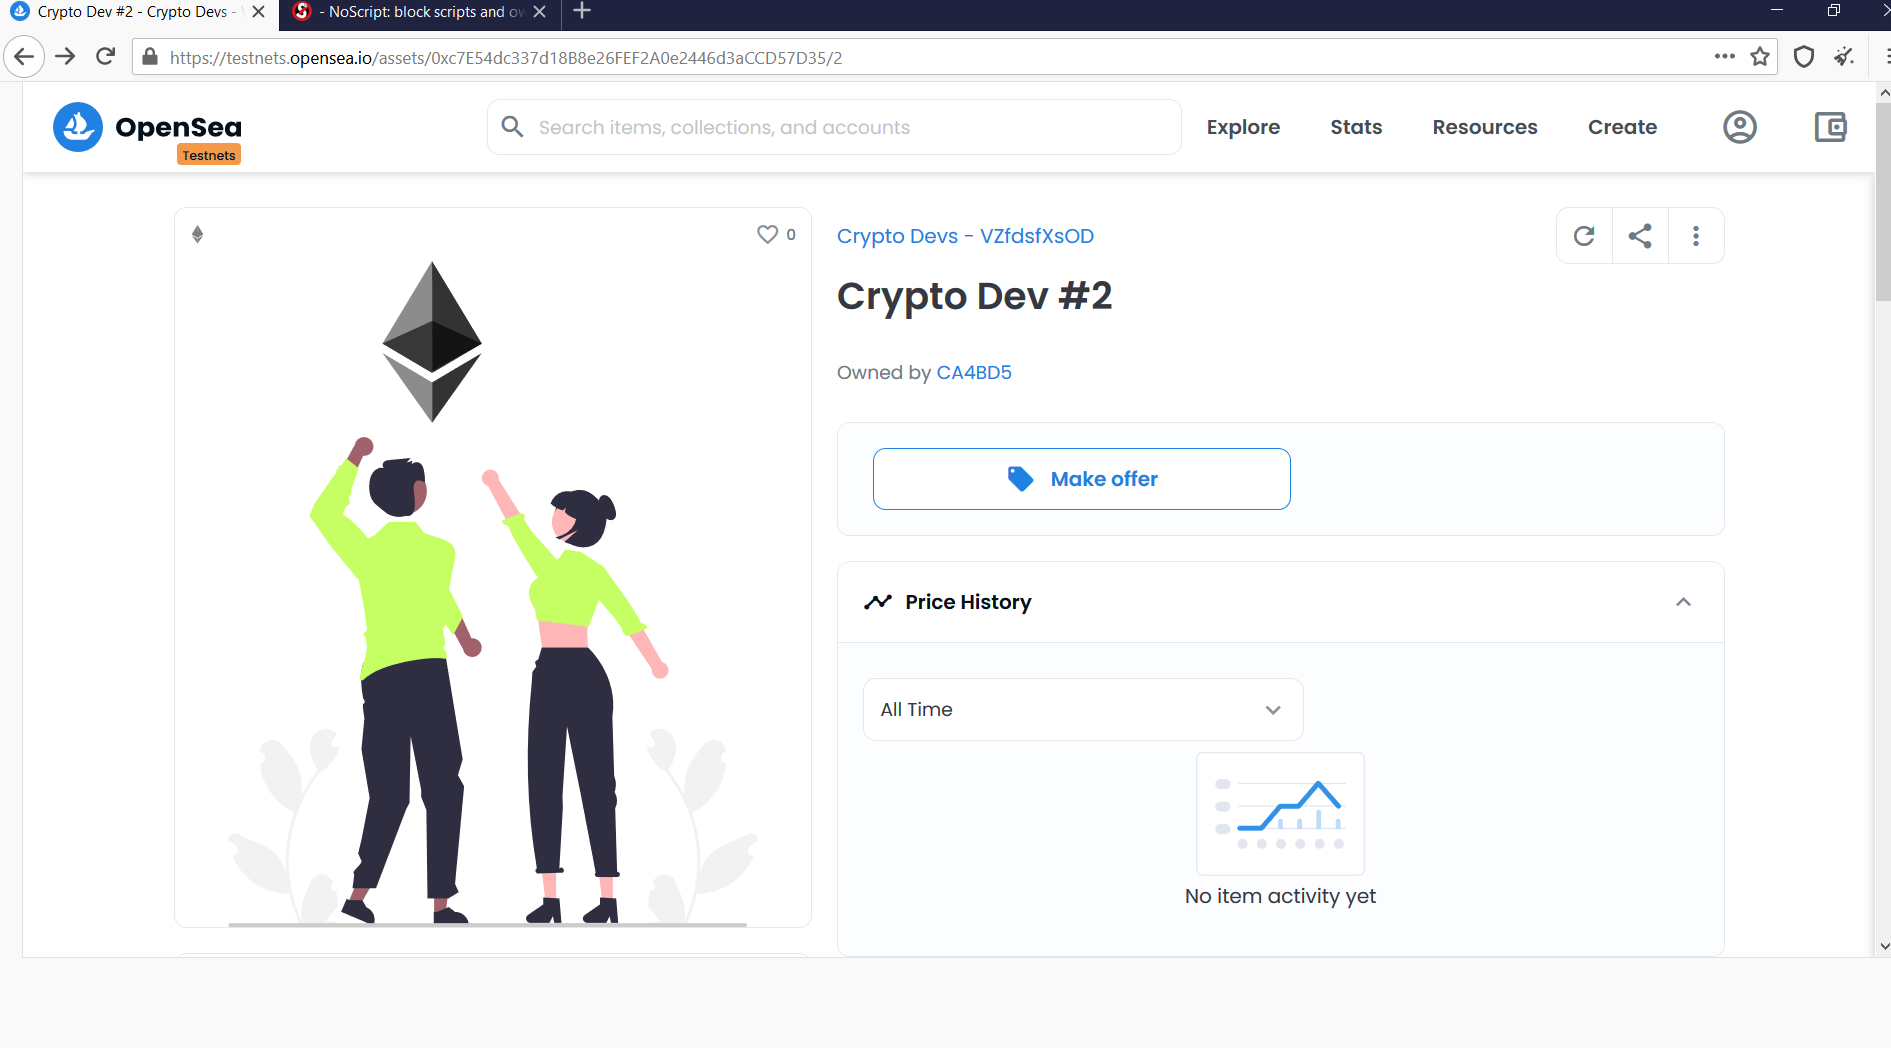 Crypto Dev #2 - Crypto Devs -
- NoScript: block scripts and ow
https://testnets.opensea.io/assets/0xc7E54dc337d18B8e26FEF2A0e2446d3aCCD57D35/2
OpenSea
Testnets
Search items, collections, and accounts
Explore
Stats
Resources
Create
0
Crypto Devs - VZfdsfXsOD
Crypto Dev #2
Owned by CA4BD5
Make offer
Price History
All Time
No item activity yet